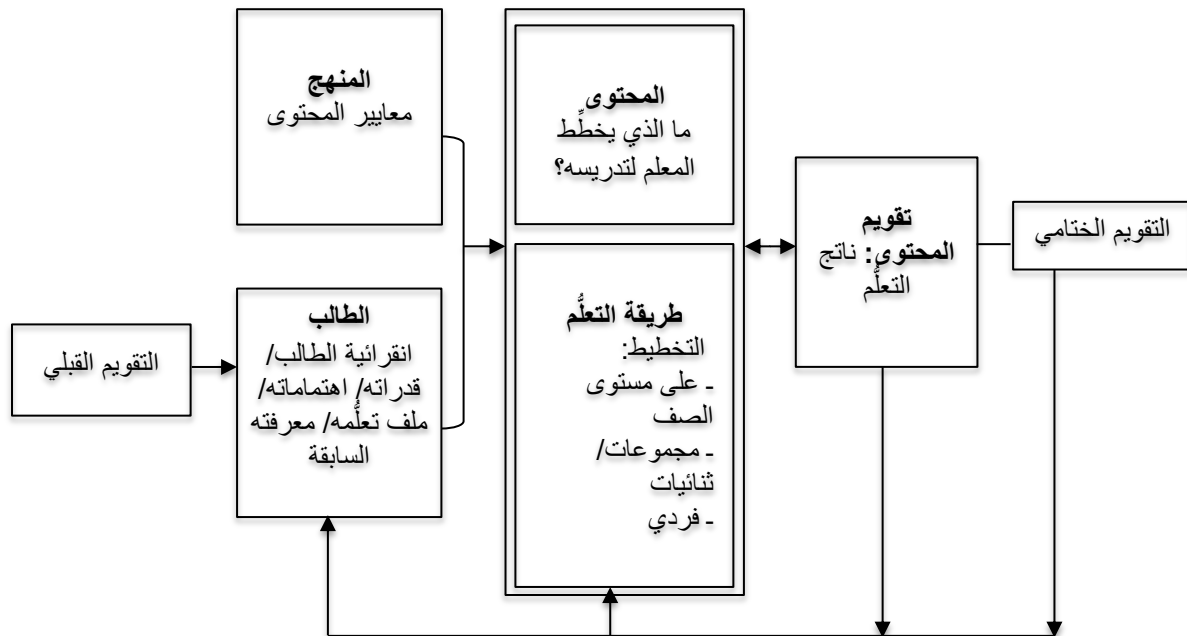 المنهج
معايير المحتوى
المحتوى
ما الذي يخطِّط
المعلم لتدريسه؟
تقويم
المحتوى: ناتج
التعلُّم
التقويم الختامي
التقويم القبلي
الطالب
انقرائية الطالب/
قدراته/ اهتماماته/
ملف تعلُّمه/ معرفته
السابقة
طريقة التعلُّم
التخطيط:
ـ على مستوى
الصف
ـ مجموعات/
ثنائيات
ـ فردي